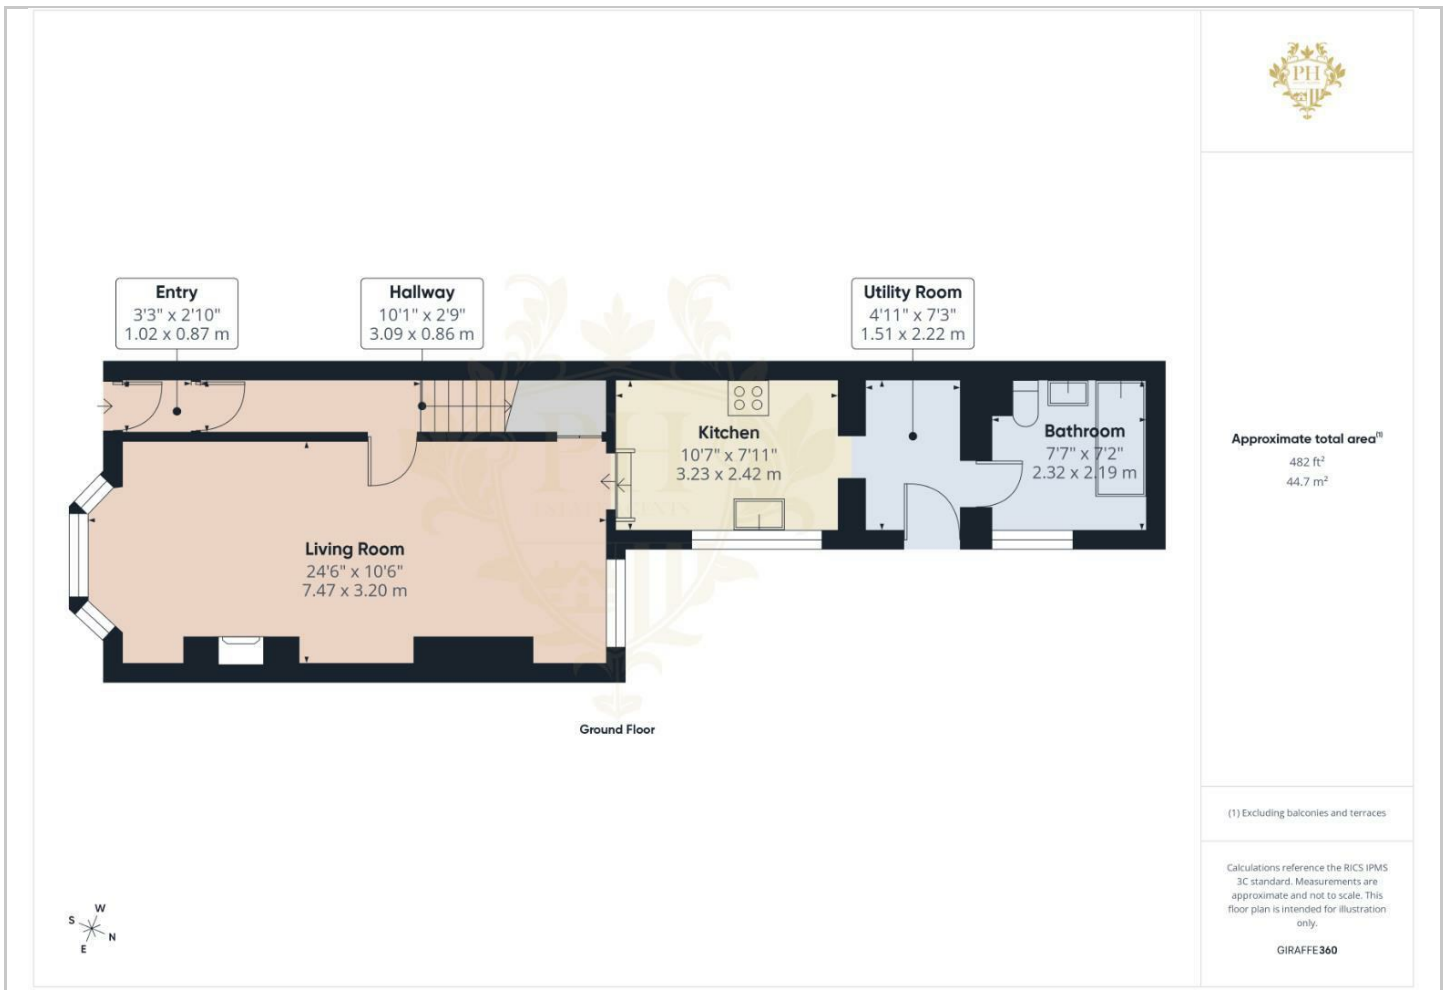 PH
Entry
3'3" x 2'10"
1.02 x 0.87 m
Hallway
10'1" x 2'9"
3.09 x 0.86 m
Utility Room
4'11" x 7'3"
1.51 x 2.22 m
Kitchen
10'7" x 7'11"
3.23 x 2.42 m
Bathroom
7'7" x 7'2"
2.32 x 2.19 m
Living Room
24'6" x 10'6"
7.47 x 3.20 m
PH
Ground Floor
Approximate total area(1)
482 ft²
44.7 m²
(1) Excluding balconies and terraces
Calculations reference the RICS IPMS
3C standard. Measurements are
approximate and not to scale. This
floor plan is intended for illustration
only.
GIRAFFE360
W
S
N
E